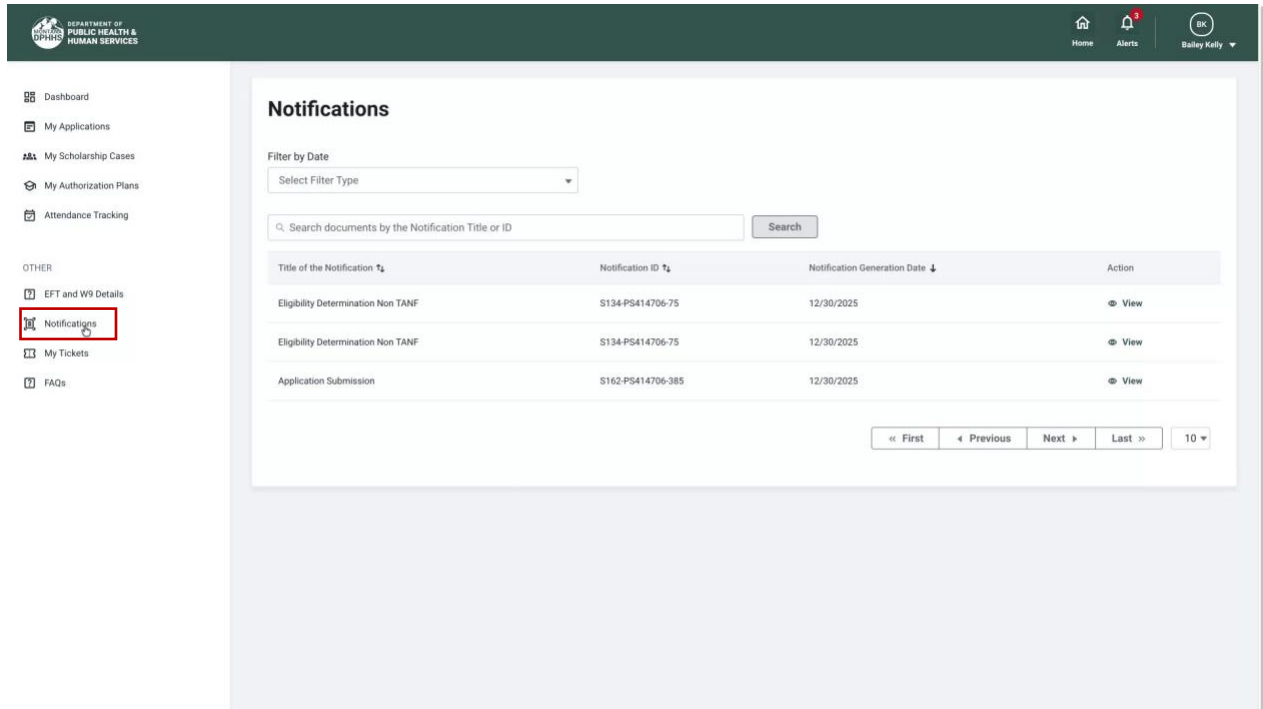 MONTANA
DPHHS
DEPARTMENT OF
PUBLIC HEALTH &
HUMAN SERVICES
Home
3
Alerts
BK
Bailey Kelly
Dashboard
My Applications
My Scholarship Cases
My Authorization Plans
Attendance Tracking
OTHER
EFT and W9 Details
Notifications
My Tickets
FAQs
Notifications
Filter by Date
Select Filter Type
Search documents by the Notification Title or ID
Search
Title of the Notification Notification ID Notification Generation Date Action
Eligibility Determination Non TANF S134-PS414706-75 12/30/2025 View
Eligibility Determination Non TANF S134-PS414706-75 12/30/2025 View
Application Submission S162-PS414706-385 12/30/2025 View
« First Previous Next Last » 10